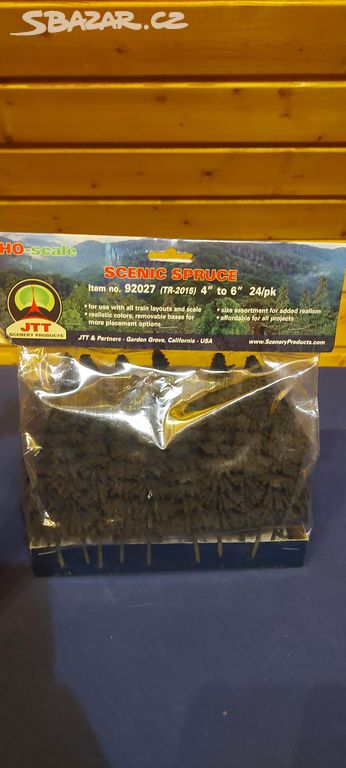 SBAZAR.CZ
HO-scale
SCENIC SPRUCE
Item no. 92027 (TR-2015) 4" to 6" 24/pk
• for use with all train layouts and scale
• realistic colors, removable bases for
more placement options
• size assortment for added realism
• affordable for all projects
JTT
SCENERY PRODUCTS
JTT & Partners - Garden Grove, California - USA
www.SceneryProducts.com